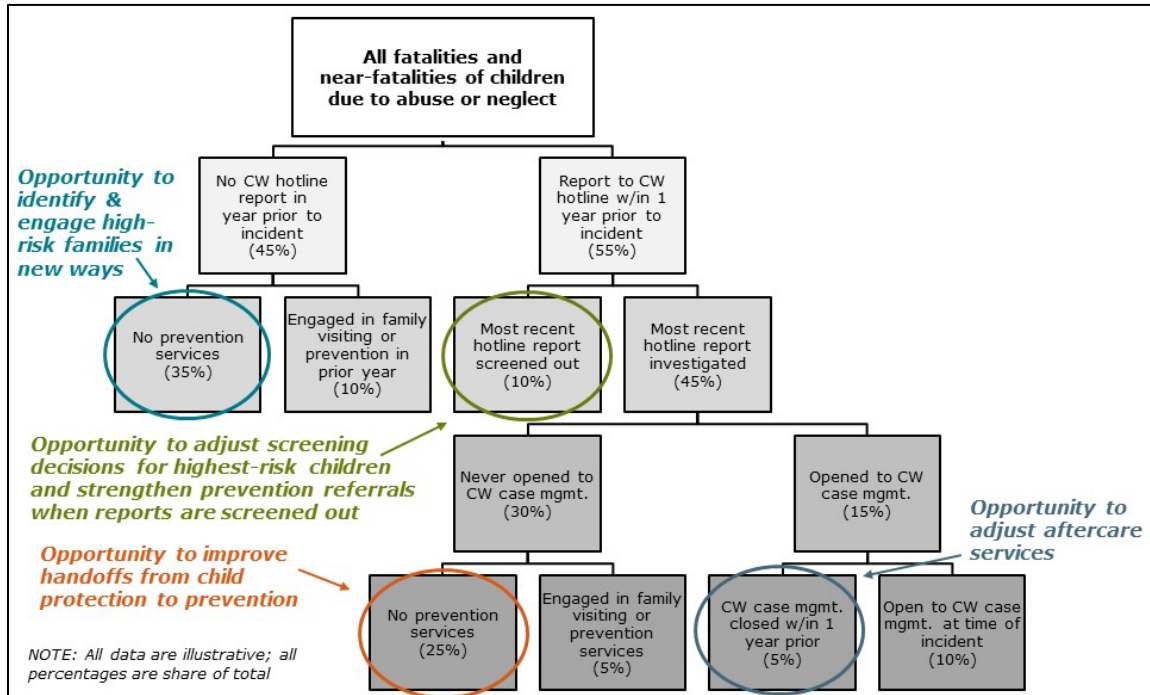 All fatalities and
near-fatalities of children
due to abuse or neglect
Opportunity to
identify &
engage high-
risk families in
new ways
No CW hotline
report in
year prior to
incident
(45%)
Report to CW
hotline w/in 1
year prior to
incident
(55%)
No prevention
services
(35%)
Engaged in family
visiting or
prevention in
prior year
(10%)
Most recent
hotline report
screened out
(10%)
Most recent
hotline report
investigated
(45%)
Opportunity to adjust screening
decisions for highest-risk children
and strengthen prevention referrals
when reports are screened out
Never opened to
CW case mgmt.
(30%)
Opened to CW
case mgmt.
(15%)
Opportunity to
adjust aftercare
services
Opportunity to improve
handoffs from child
protection to prevention
No prevention
services
(25%)
Engaged in family
visiting or
prevention
services
(5%)
CW case mgmt.
closed w/in 1
year prior
(5%)
Open to CW case
mgmt. at time of
incident
(10%)
NOTE: All data are illustrative; all
percentages are share of total